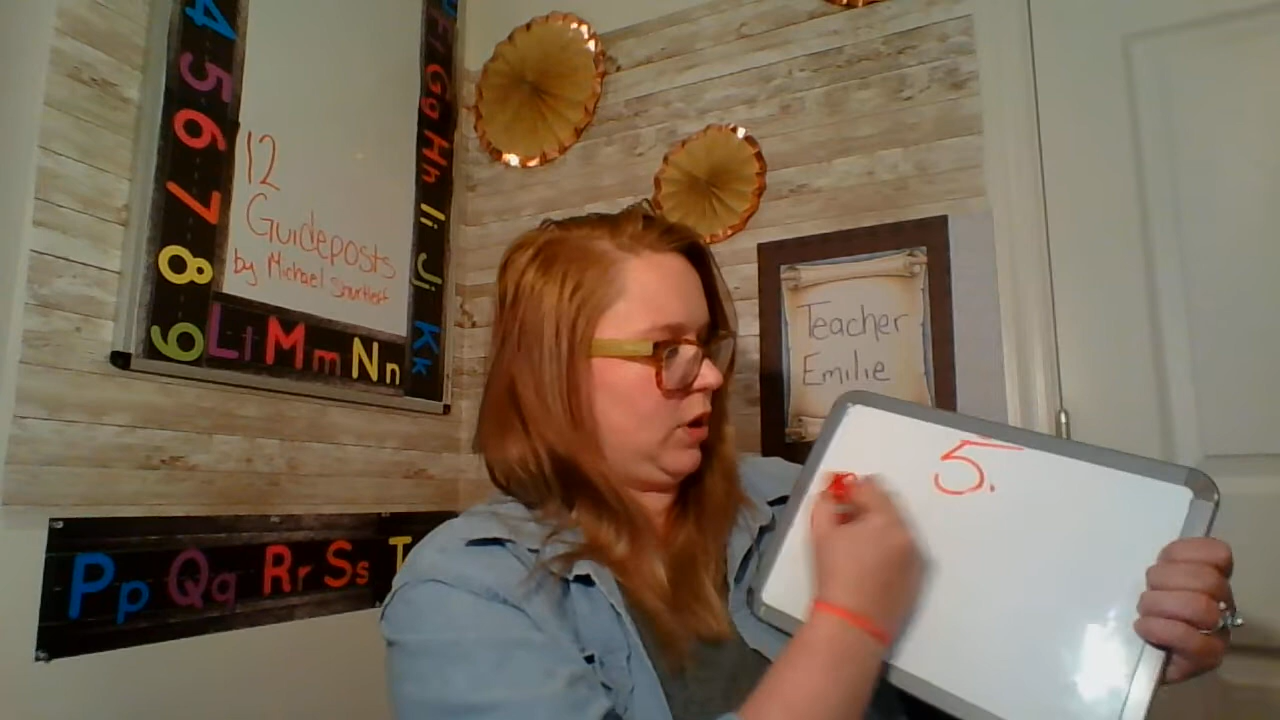 4
5
6
7
8
9
Ff Gg Hh Ii Jj Kk
12
Guideposts
by Michael Shurtleff
Ll Mm Nn
Teacher
Emilie
5.
Pp Qq Rr Ss T